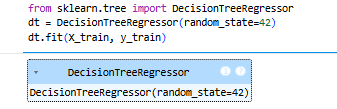 from sklearn.tree import DecisionTreeRegressor
dt = DecisionTreeRegressor(random_state=42)
dt.fit(X_train, y_train)
DecisionTreeRegressor
DecisionTreeRegressor(random_state=42)